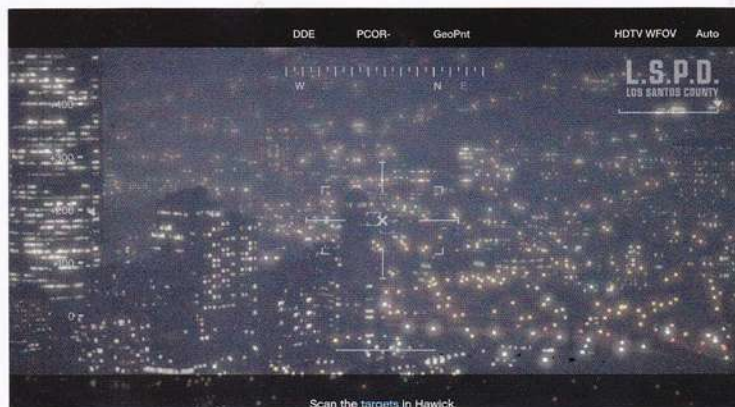 DDE PCOR- GeoPnt HDTV WFOV Auto
L.S.P.D.
LOS SANTOS COUNTY
W N E
400
300
200
100
0
Scan the targets in Hawick.